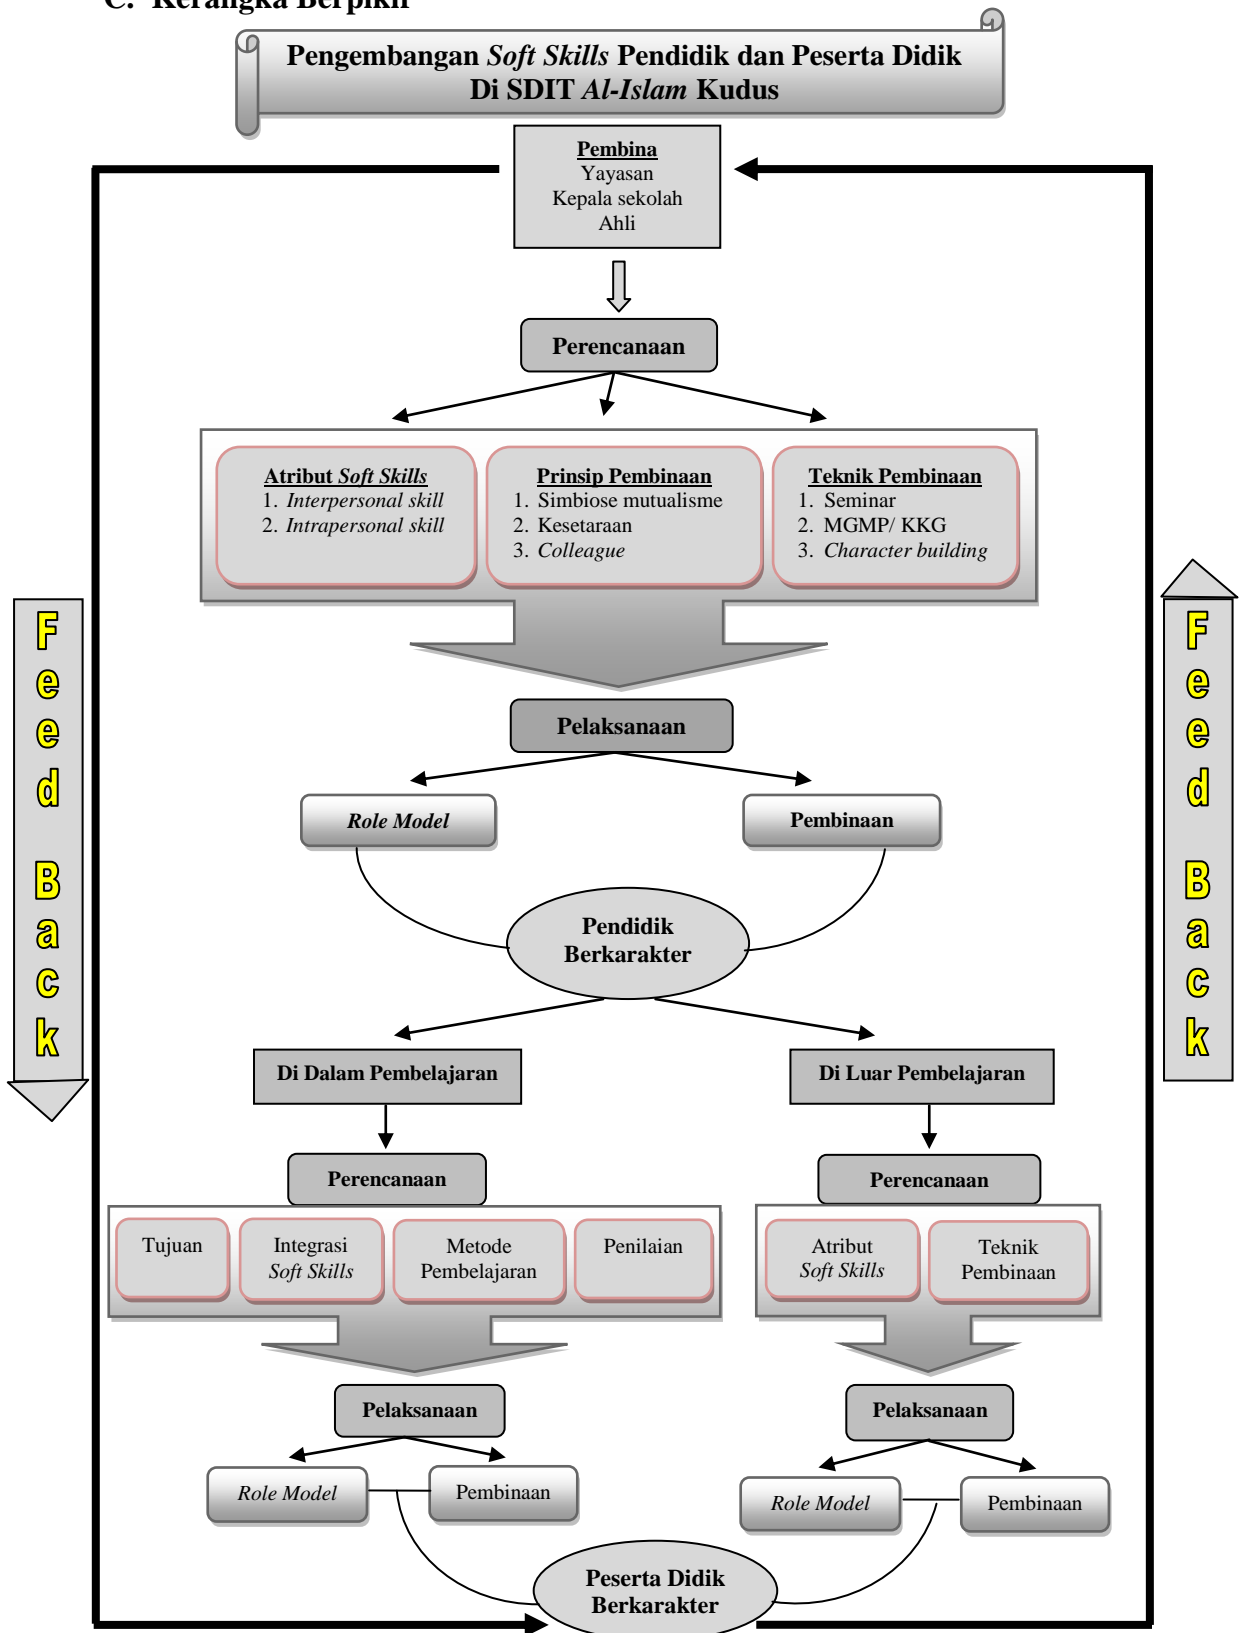 C. Kerangka Berpikir
Pengembangan Soft Skills Pendidik dan Peserta Didik
Di SDIT Al-Islam Kudus
Pembina
Yayasan
Kepala sekolah
Ahli
Perencanaan
Atribut Soft Skills
1. Interpersonal skill
2. Intrapersonal skill
Prinsip Pembinaan
1. Simbiose mutualisme
2. Kesetaraan
3. Colleague
Teknik Pembinaan
1. Seminar
2. MGMP/ KKG
3. Character building
Feed Back
Feed Back
Pelaksanaan
Role Model
Pembinaan
Pendidik
Berkarakter
Di Dalam Pembelajaran
Di Luar Pembelajaran
Perencanaan
Perencanaan
Tujuan
Integrasi
Soft Skills
Metode
Pembelajaran
Penilaian
Atribut
Soft Skills
Teknik
Pembinaan
Pelaksanaan
Pelaksanaan
Role Model
Pembinaan
Role Model
Pembinaan
Peserta Didik
Berkarakter